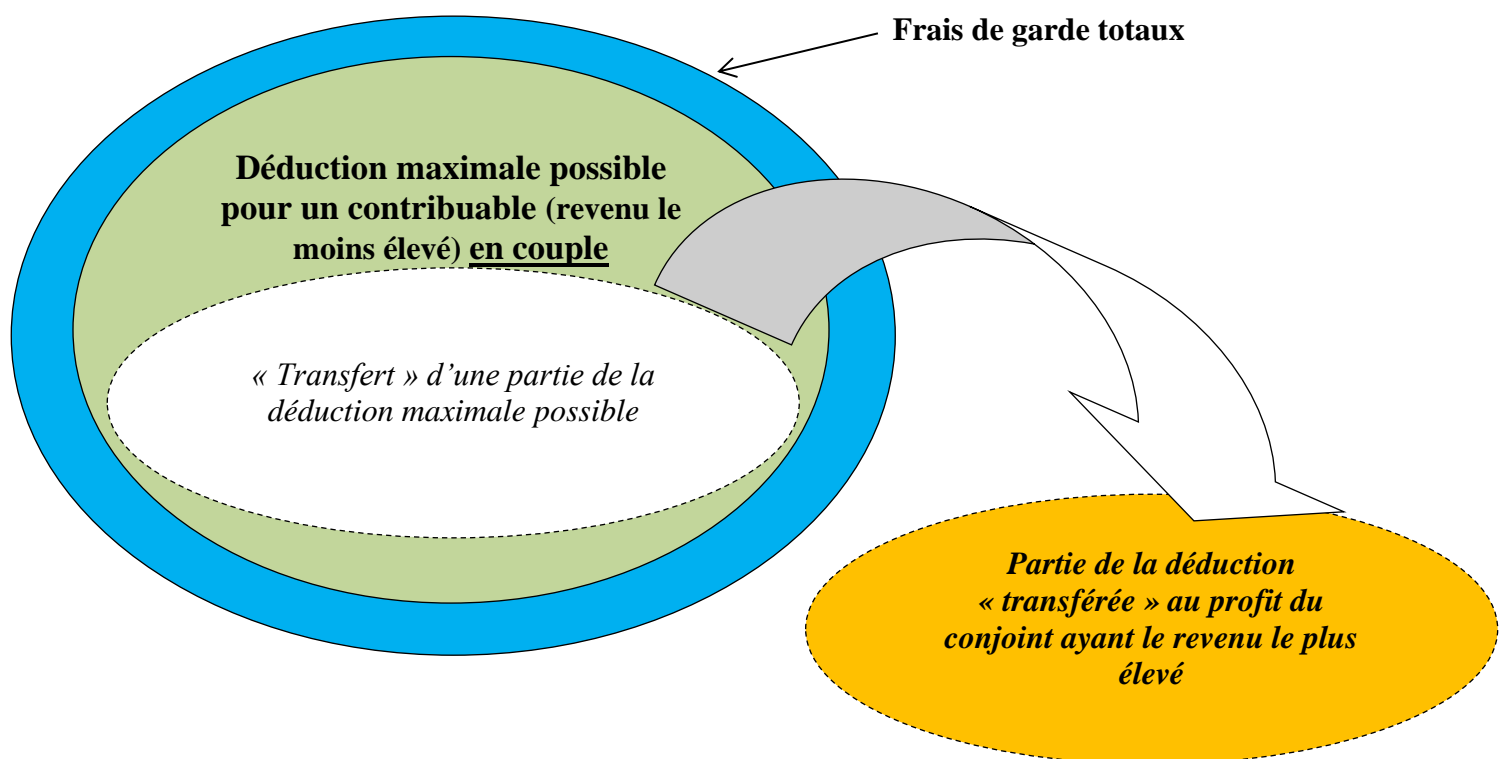 Frais de garde totaux
Déduction maximale possible
pour un contribuable (revenu le
moins élevé) en couple
« Transfert » d’une partie de la
déduction maximale possible
Partie de la déduction
« transférée » au profit du
conjoint ayant le revenu le plus
élevé